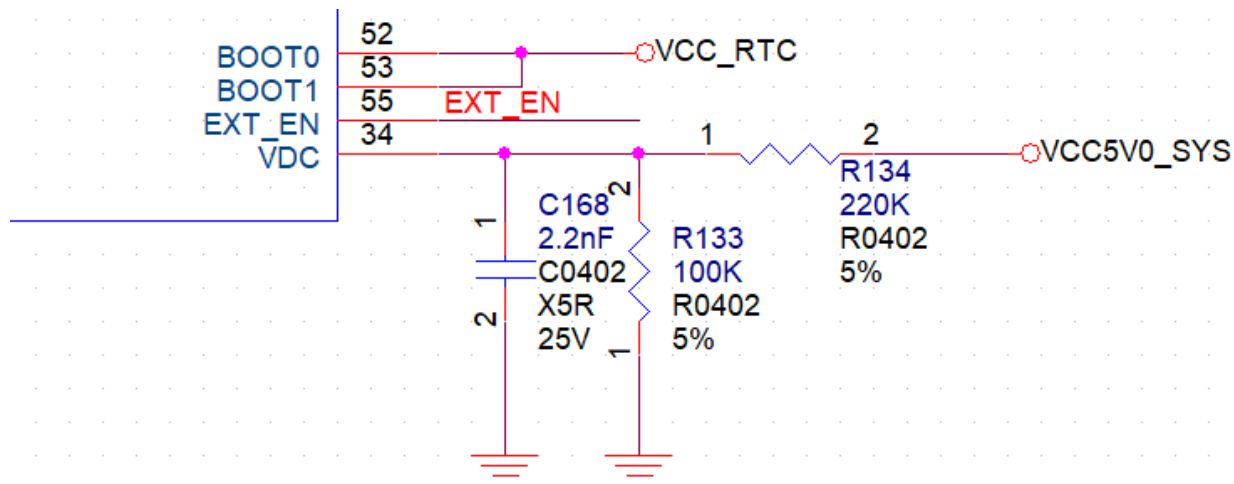 52
BOOT0
VCC_RTC
53
BOOT1
55
EXT_EN
EXT_EN
34
VDC
1
2
VCC5V0_SYS
R134
220K
R0402
5%
1
C168
2.2nF
C0402
X5R
25V
2
2
R133
100K
R0402
5%
1